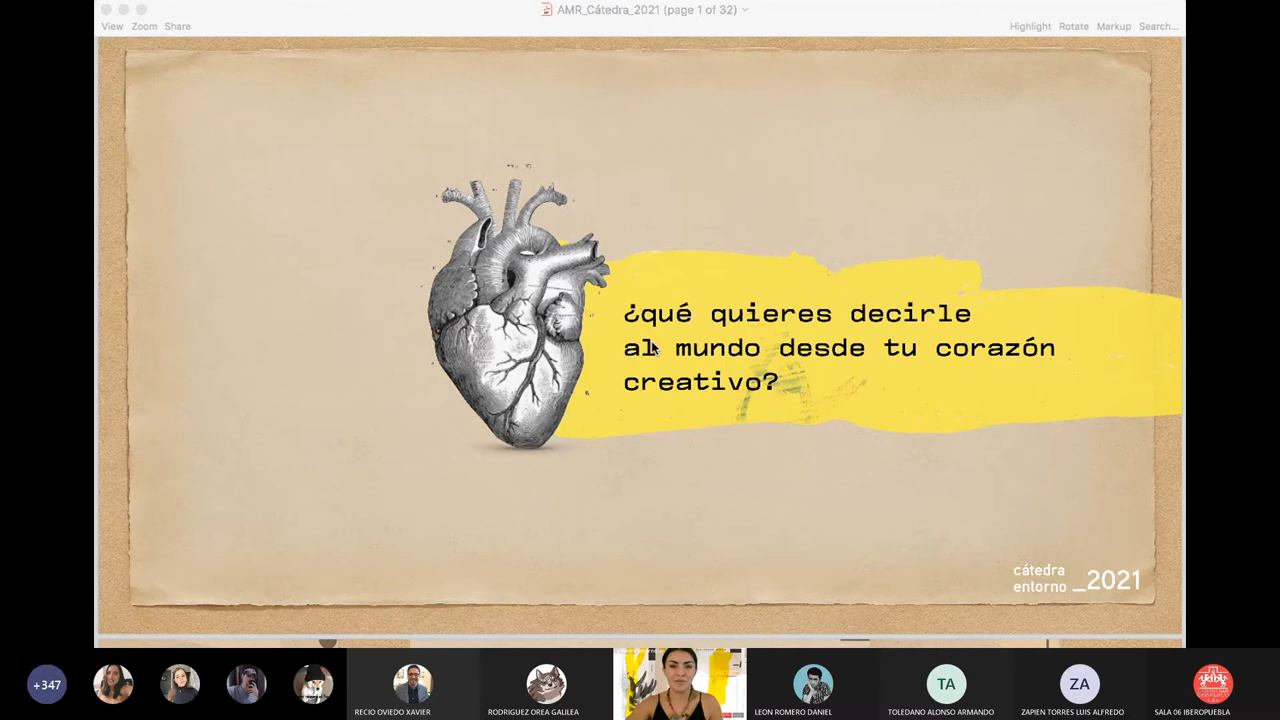 AMR_Cátedra_2021 (page 1 of 32)
View Zoom Share
Highlight Rotate Markup Search...
¿qué quieres decirle
al mundo desde tu corazón
creativo?
cátedra
entorno _2021
+347
RECIO OVIEDO XAVIER
RODRIGUEZ OREA GALILEA
LEON ROMERO DANIEL
TA
TOLEDANO ALONSO ARMANDO
ZA
ZAPIEN TORRES LUIS ALFREDO
SALA 06 IBEROPUEBLA